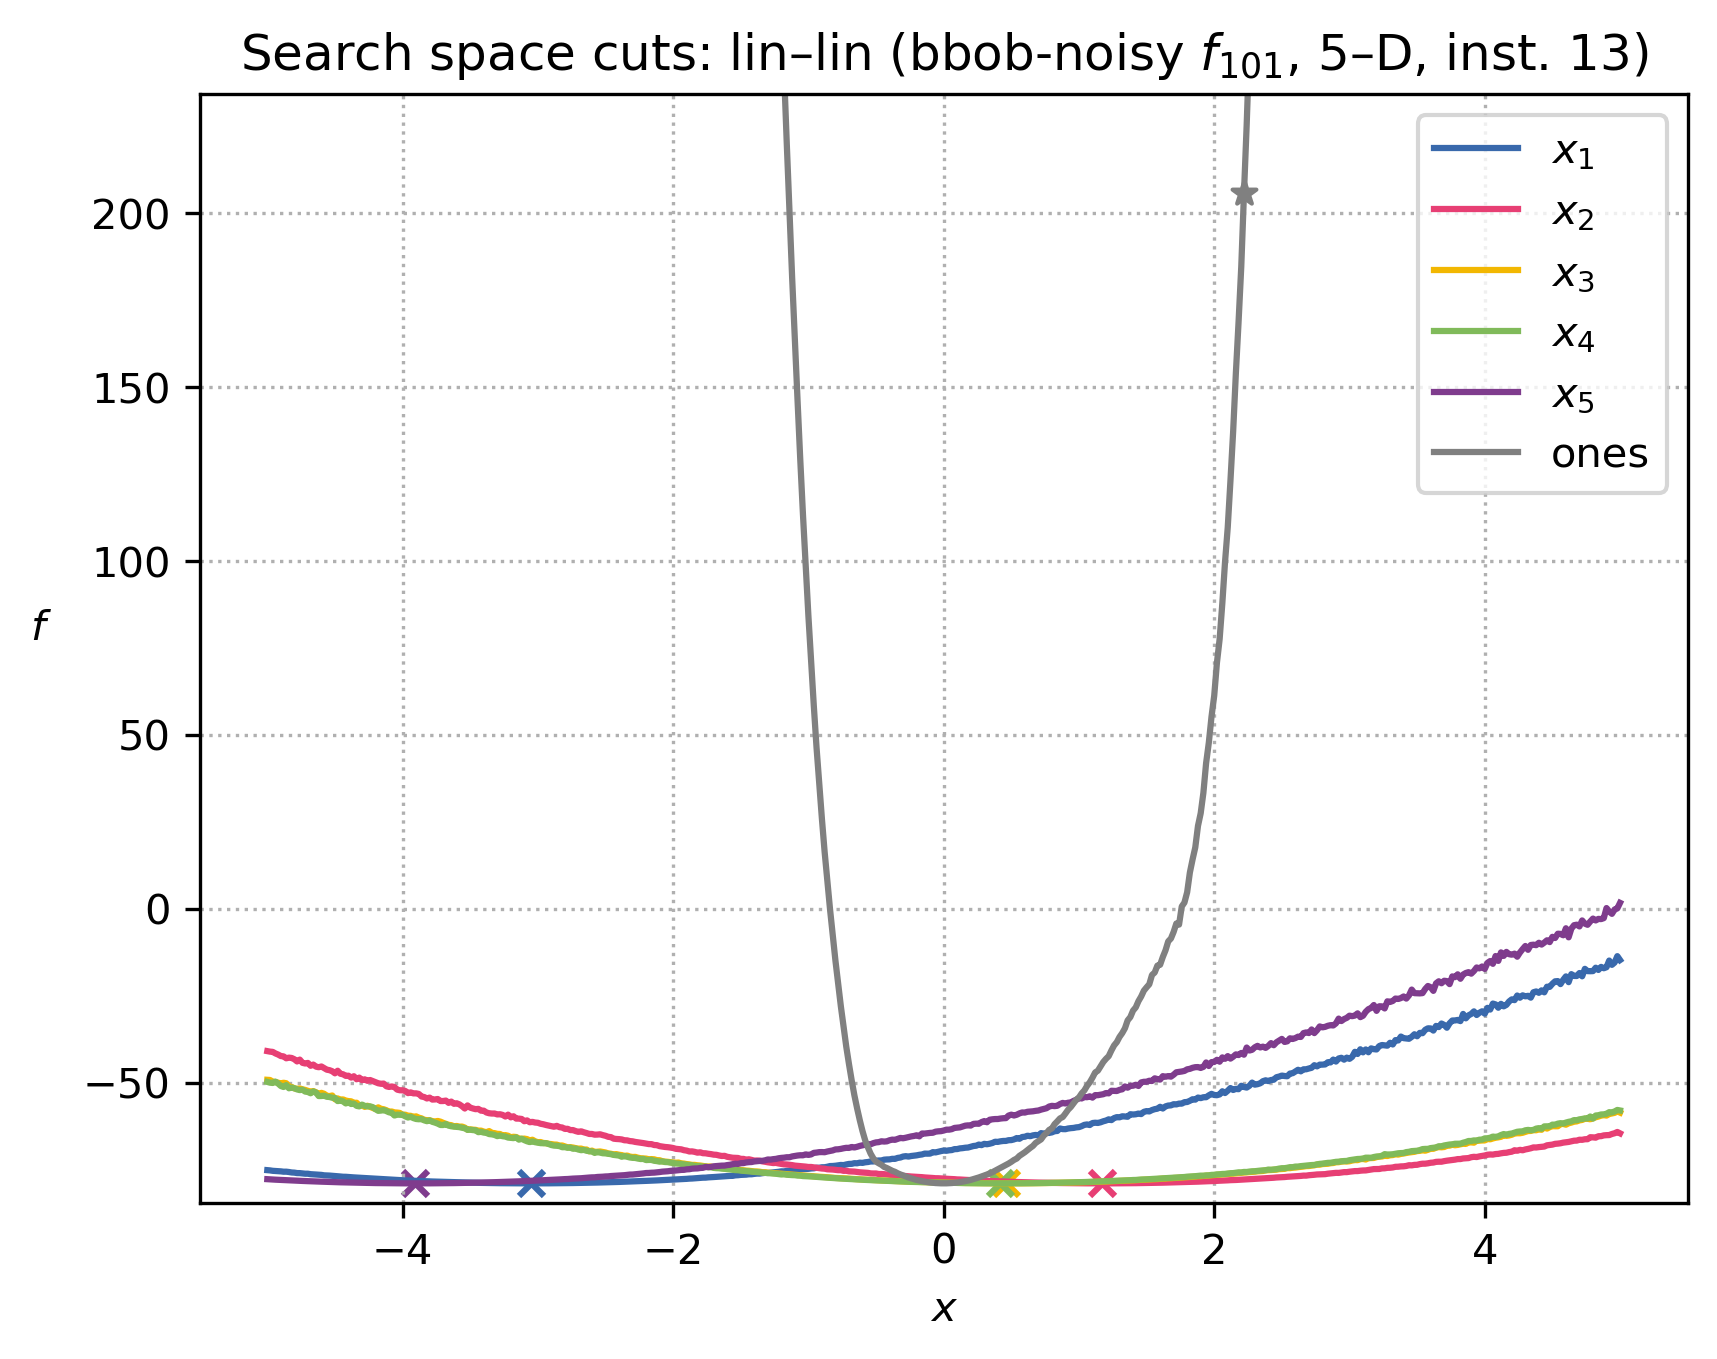 Search space cuts: lin–lin (bbob-noisy f₁₀₁, 5–D, inst. 13)
x₁
x₂
x₃
x₄
x₅
ones
200
150
100
50
0
−50
f
−4
−2
0
2
4
x